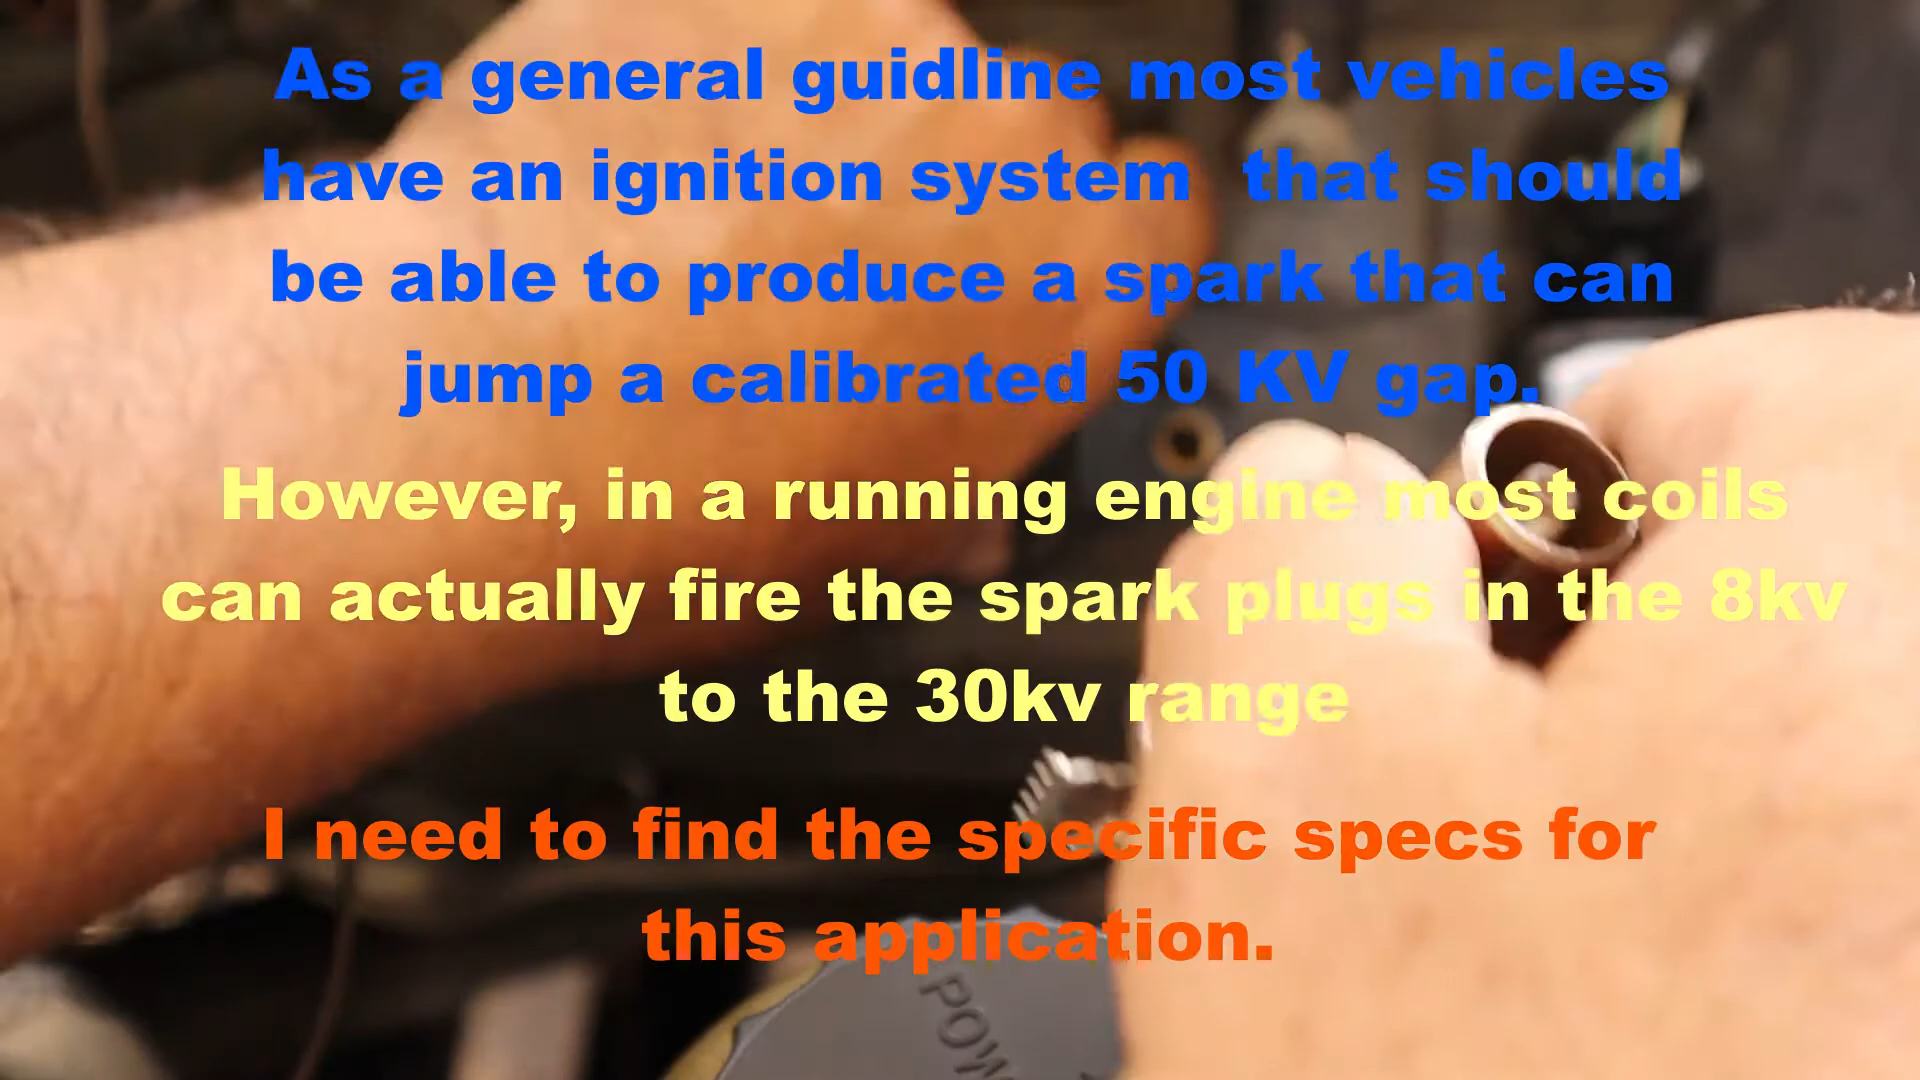 As a general guidline most vehicles
have an ignition system that should
be able to produce a spark that can
jump a calibrated 50 KV gap.
However, in a running engine most coils
can actually fire the spark plugs in the 8kv
to the 30kv range
I need to find the specific specs for
this application.
POW